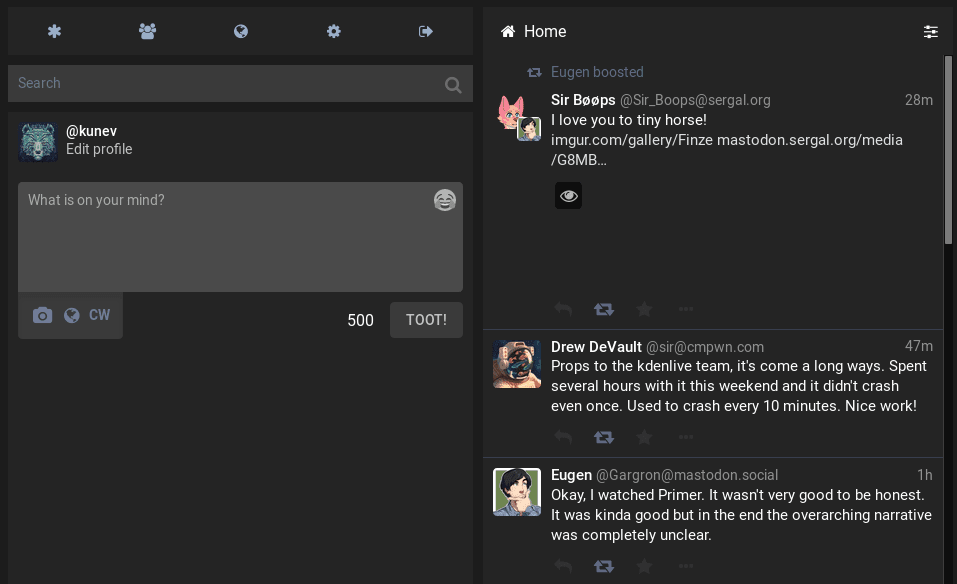 Search
@kunev
Edit profile
What is on your mind?
CW
500
TOOT!
Home
Eugen boosted
Sir Bøøps @Sir_Boops@sergal.org 28m
I love you to tiny horse!
imgur.com/gallery/Finze mastodon.sergal.org/media
/G8MB…
Drew DeVault @sir@cmpwn.com 47m
Props to the kdenlive team, it's come a long ways. Spent
several hours with it this weekend and it didn't crash
even once. Used to crash every 10 minutes. Nice work!
Eugen @Gargron@mastodon.social 1h
Okay, I watched Primer. It wasn't very good to be honest.
It was kinda good but in the end the overarching narrative
was completely unclear.